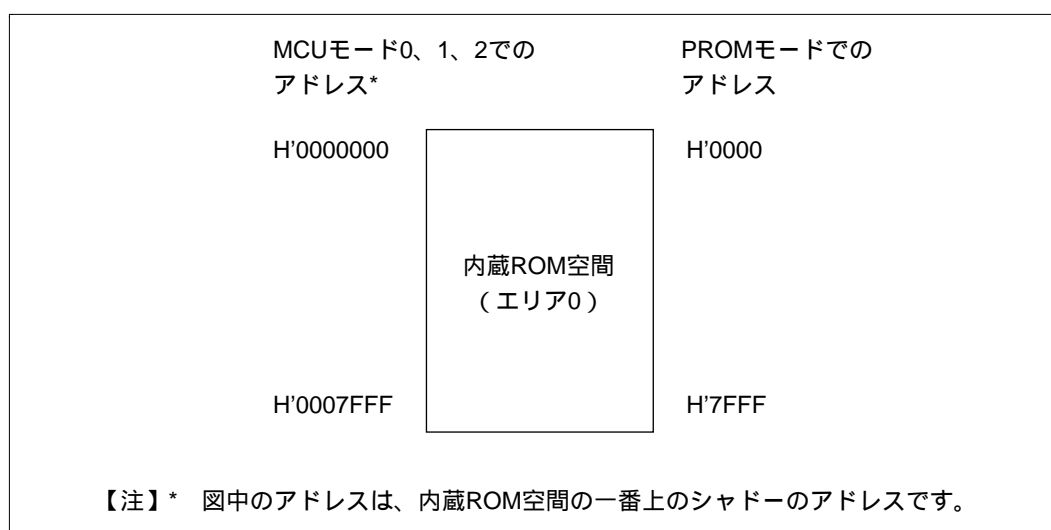 MCUモード0、1、2での
アドレス*
PROMモードでの
アドレス
H'0000000
H'0000
内蔵ROM空間
（エリア0）
H'0007FFF
H'7FFF
【注】* 図中のアドレスは、内蔵ROM空間の一番上のシャドーのアドレスです。